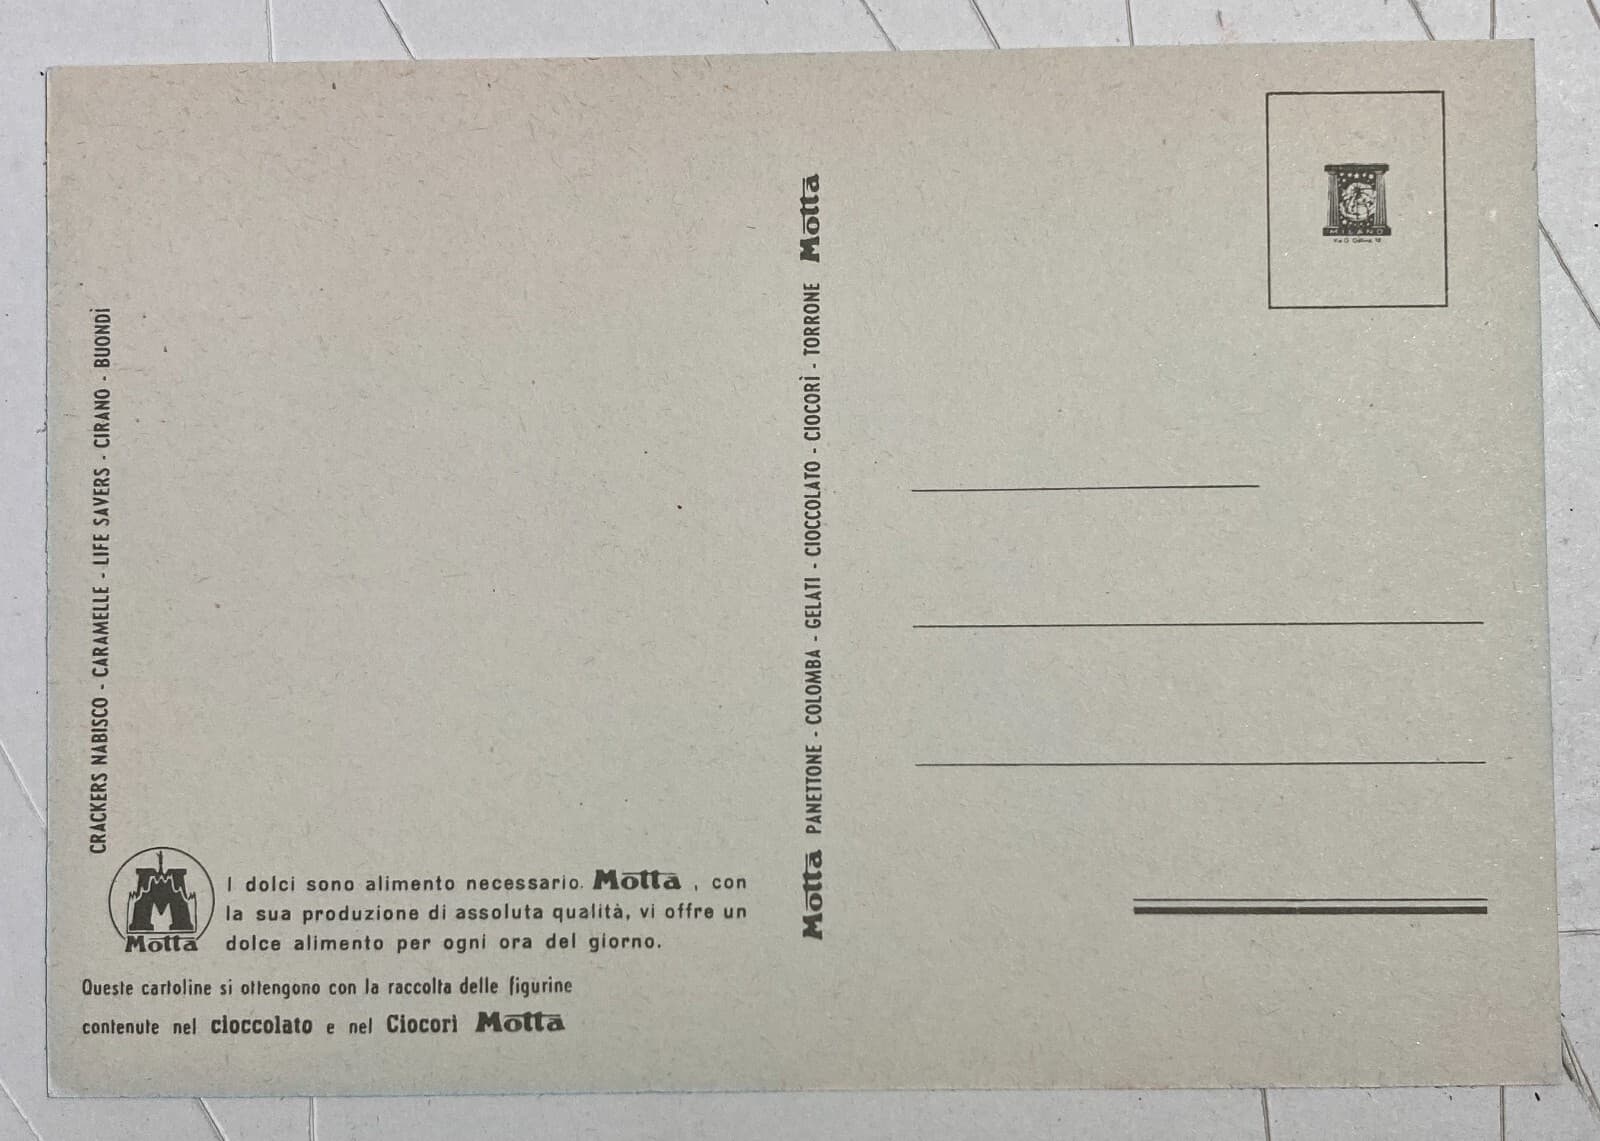 CRACKERS NABISCO - CARAMELLE - LIFE SAVERS - CIRANO - BUONDÌ
Motta
I dolci sono alimento necessario. Motta , con
la sua produzione di assoluta qualità, vi offre un
dolce alimento per ogni ora del giorno.
Queste cartoline si ottengono con la raccolta delle figurine
contenute nel cioccolato e nel Ciocorì Motta
Motta PANETTONE - COLOMBA - GELATI - CIOCCOLATO - CIOCORÌ - TORRONE Motta
MILANO